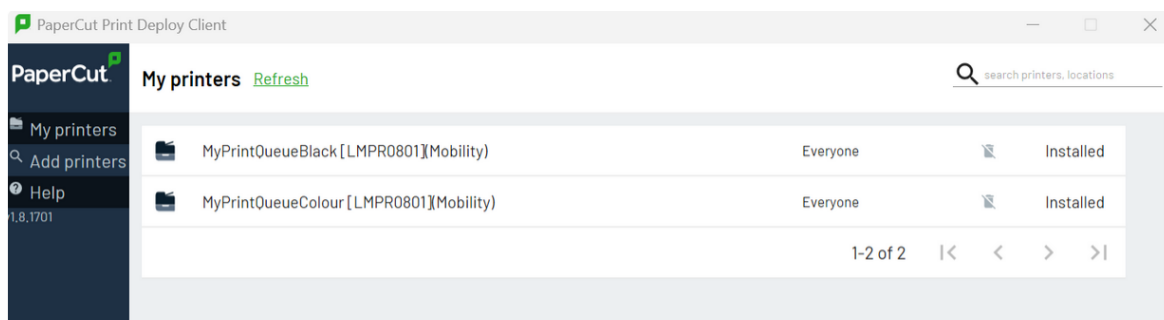 PaperCut Print Deploy Client
PaperCut
My printers Refresh
search printers, locations
My printers
Add printers
Help
v1.8.1701
MyPrintQueueBlack [LMPR0801](Mobility) Everyone Installed
MyPrintQueueColour [LMPR0801](Mobility) Everyone Installed
1-2 of 2